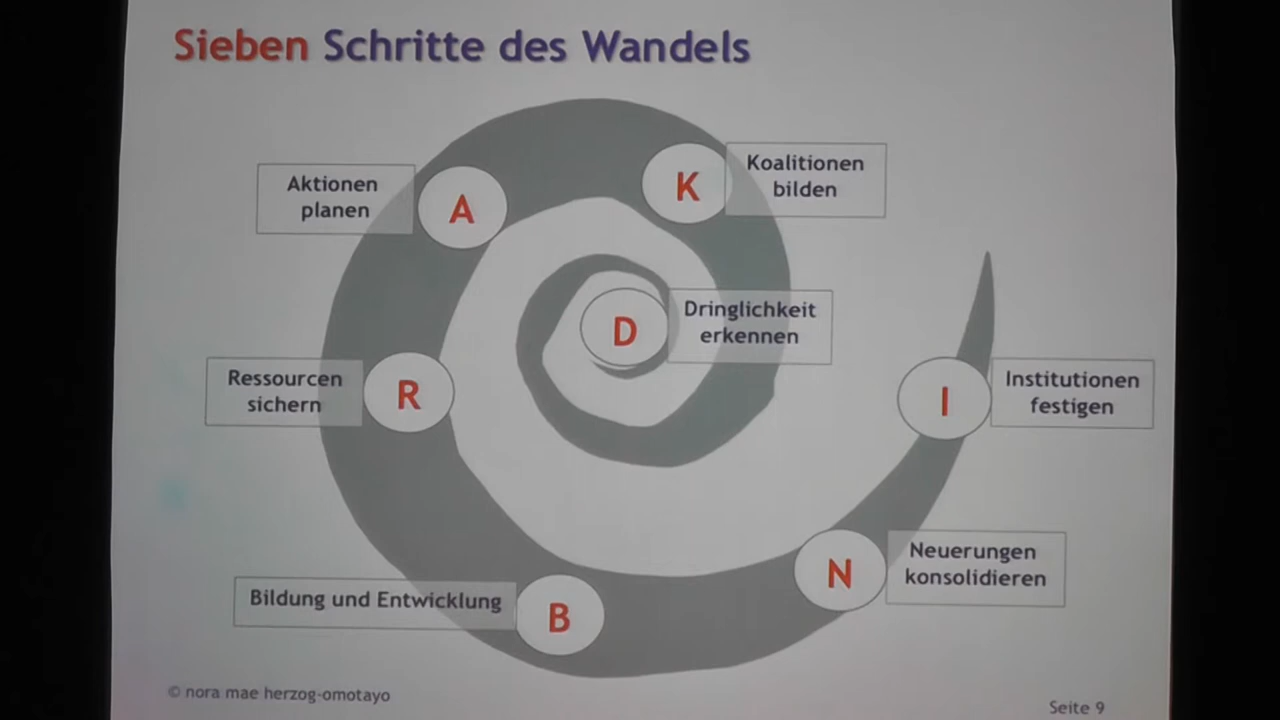 Sieben Schritte des Wandels
Aktionen
planen
A
K
Koalitionen
bilden
D
Dringlichkeit
erkennen
Ressourcen
sichern
R
I
Institutionen
festigen
Bildung und Entwicklung
B
N
Neuerungen
konsolidieren
© nora mae herzog-omotayo
Seite 9